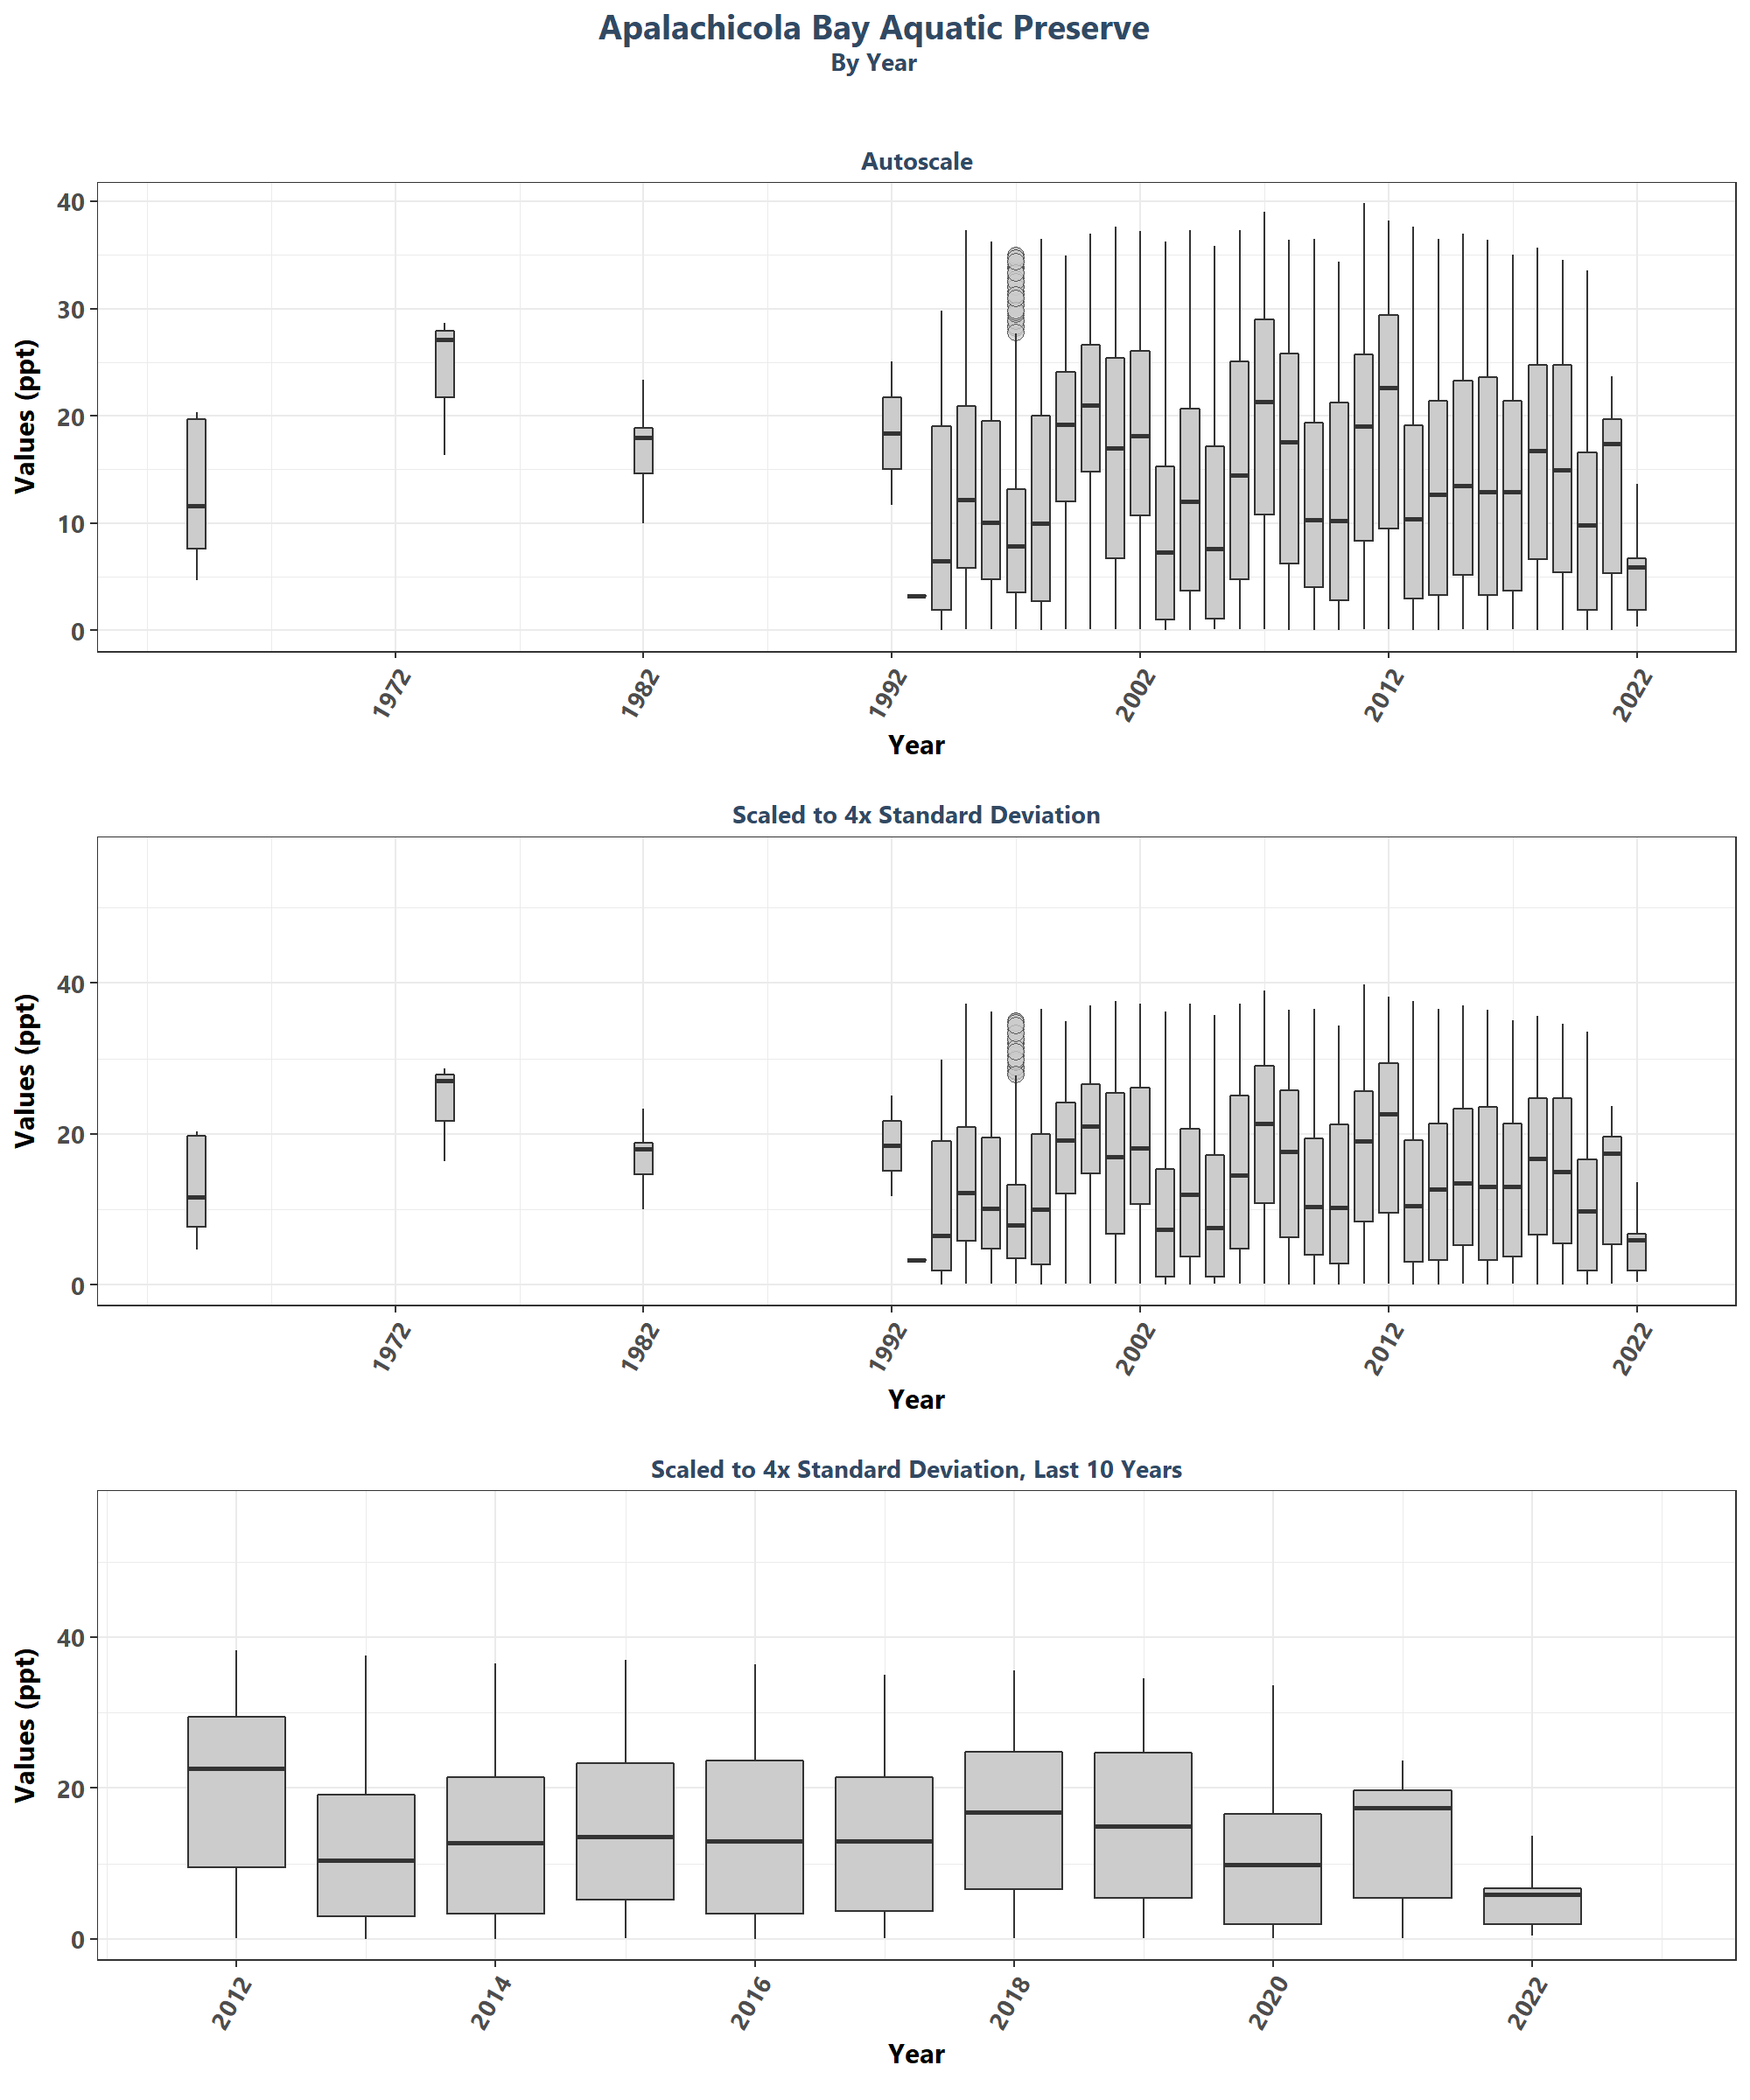 Apalachicola Bay Aquatic Preserve
By Year
Autoscale
40
30
20
10
0
Values (ppt)
1972
1982
1992
2002
2012
2022
Year
Scaled to 4x Standard Deviation
40
20
0
Values (ppt)
1972
1982
1992
2002
2012
2022
Year
Scaled to 4x Standard Deviation, Last 10 Years
40
20
0
Values (ppt)
2012
2014
2016
2018
2020
2022
Year